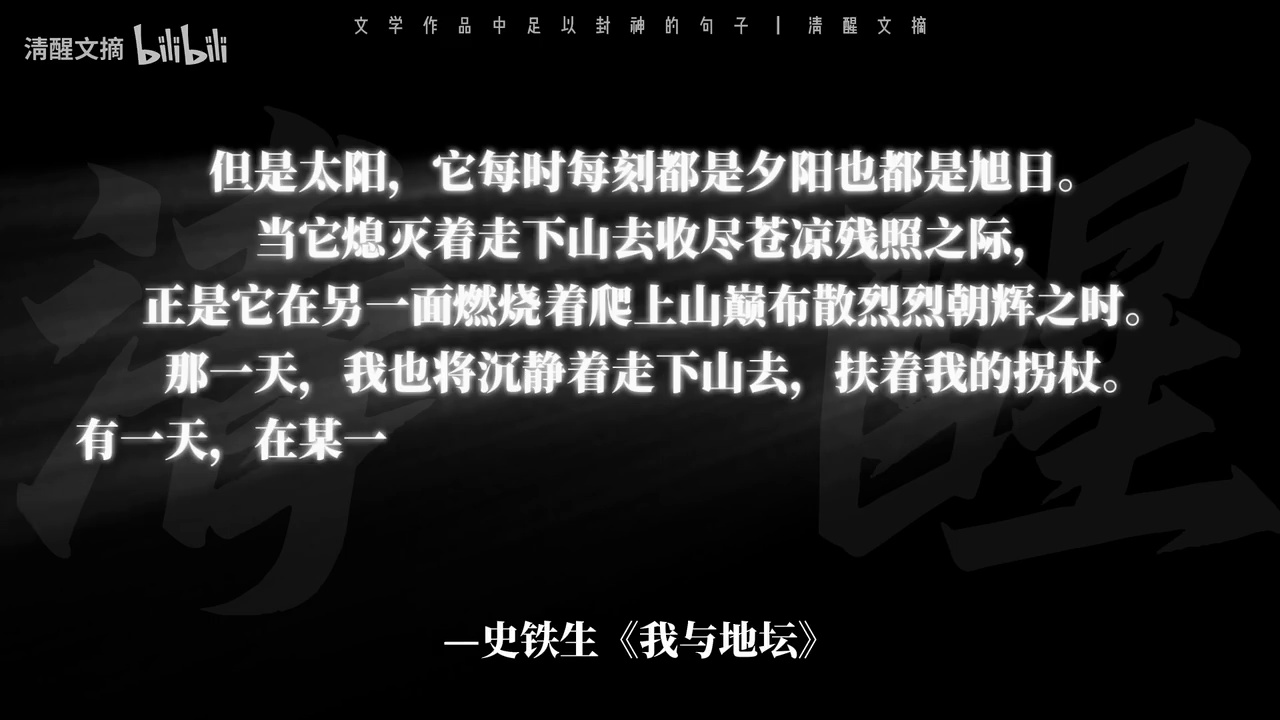 文学作品中足以封神的句子 | 清醒文摘
清醒文摘 bilibili
清醒
但是太阳，它每时每刻都是夕阳也都是旭日。
当它熄灭着走下山去收尽苍凉残照之际，
正是它在另一面燃烧着爬上山巅布散烈烈朝辉之时。
那一天，我也将沉静着走下山去，扶着我的拐杖。
有一天，在某一
—史铁生《我与地坛》